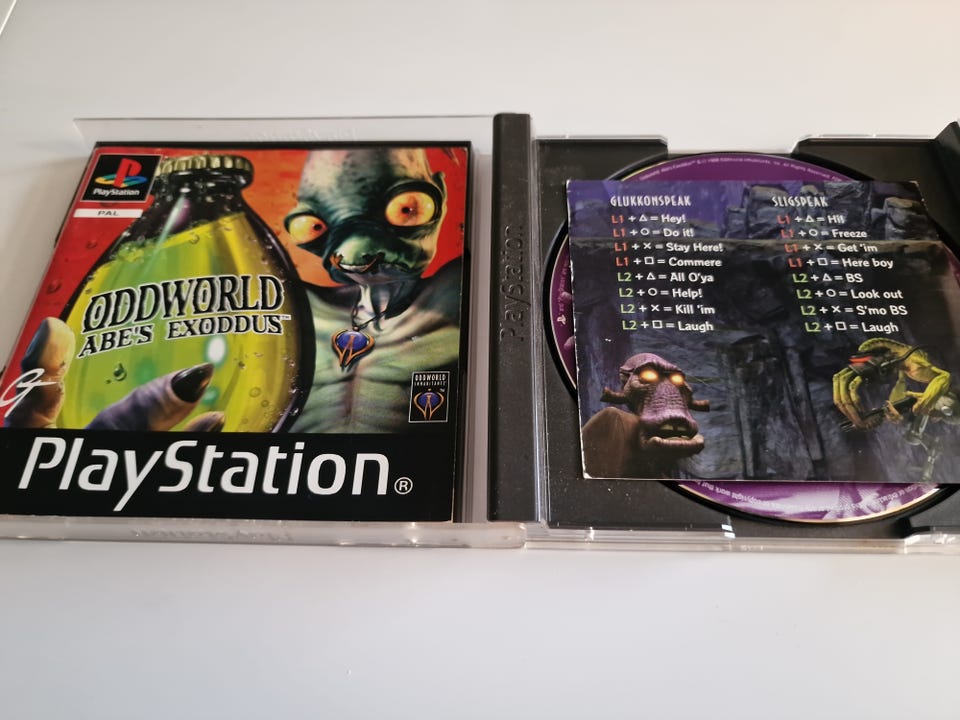 PlayStation
PAL
ODDWORLD
ABE'S EXODDUS™
GT
ODDWORLD
INHABITANTS
PlayStation®
PlayStation
GLUKKONSPEAK
L1 + △ = Hey!
L1 + ○ = Do it!
L1 + × = Stay Here!
L1 + □ = Commere
L2 + △ = All O'ya
L2 + ○ = Help!
L2 + × = Kill 'im
L2 + □ = Laugh
SLIGSPEAK
L1 + △ = Hi!
L1 + ○ = Freeze
L1 + × = Get 'im
L1 + □ = Here boy
L2 + △ = BS
L2 + ○ = Look out
L2 + × = S'mo BS
L2 + □ = Laugh